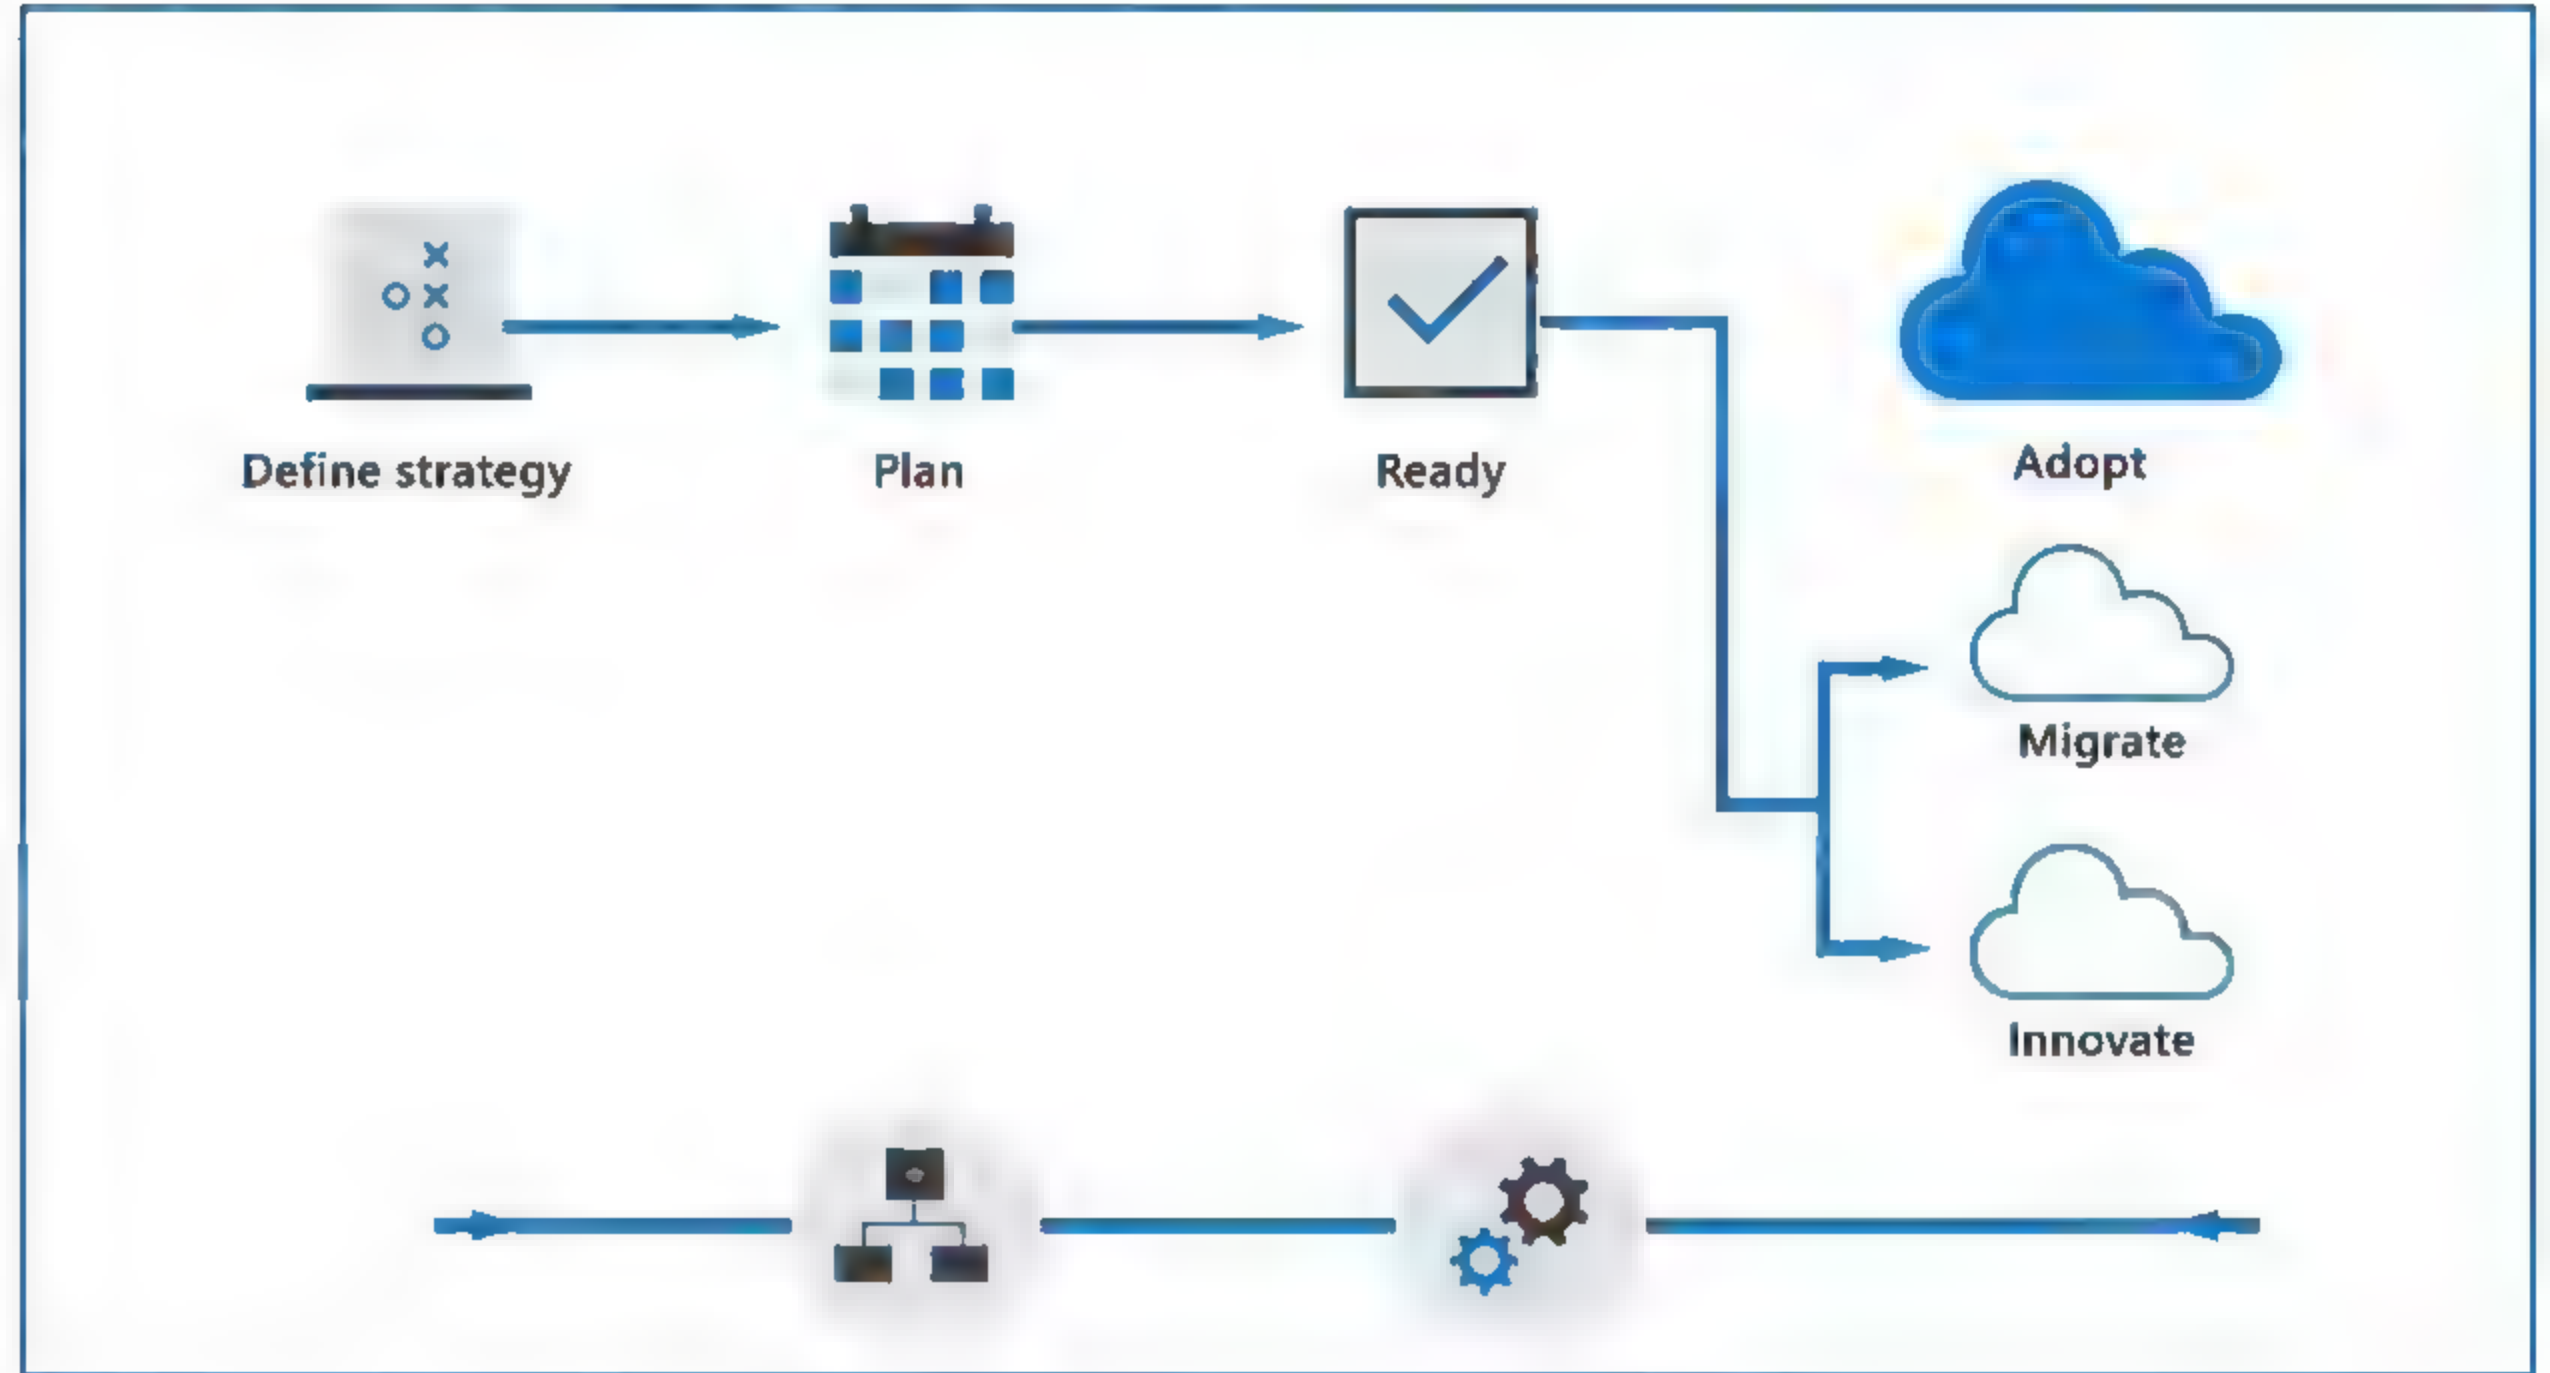 Define strategy
Plan
Ready
Adopt
Migrate
Innovate